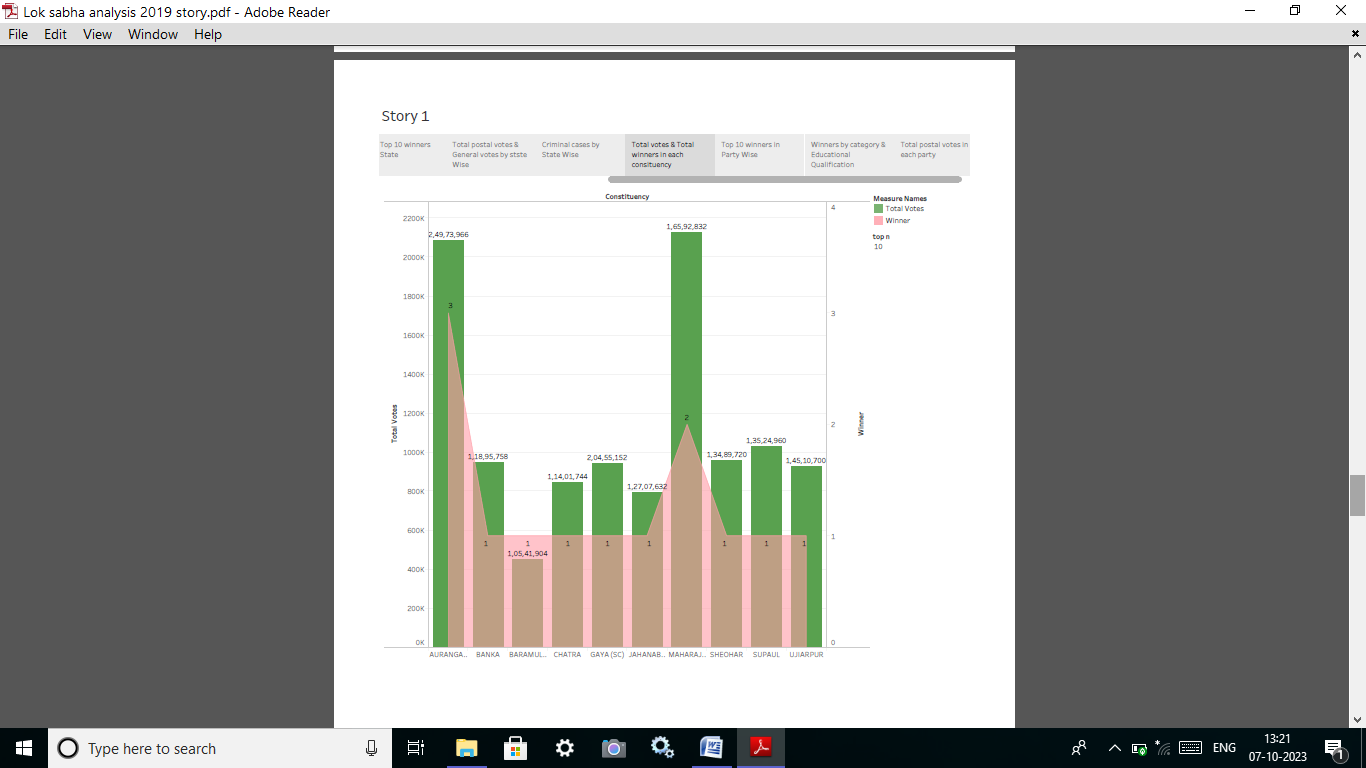 Lok sabha analysis 2019 story.pdf - Adobe Reader
File Edit View Window Help
Story 1
Top 10 winners
State
Total postal votes &
General votes by stste
Wise
Criminal cases by
State Wise
Total votes & Total
winners in each
consituency
Top 10 winners in
Party Wise
Winners by category &
Educational
Qualification
Total postal votes in
each party
Constituency
Measure Names
Total Votes
Winner
top n
10
2200K
2000K
1800K
1600K
1400K
1200K
1000K
800K
600K
400K
200K
0K
Total Votes
2,49,73,966
1,18,95,758
1,05,41,904
1,14,01,744
2,04,55,152
1,27,07,632
1,65,92,832
1,34,89,720
1,35,24,960
1,45,10,700
3
1
1
1
1
1
2
1
1
1
4
3
2
1
0
Winner
AURANGA.. BANKA BARAMUL.. CHATRA GAYA (SC) JAHANAB.. MAHARAJ.. SHEOHAR SUPAUL UJIARPUR
Type here to search
ENG
13:21
07-10-2023
1